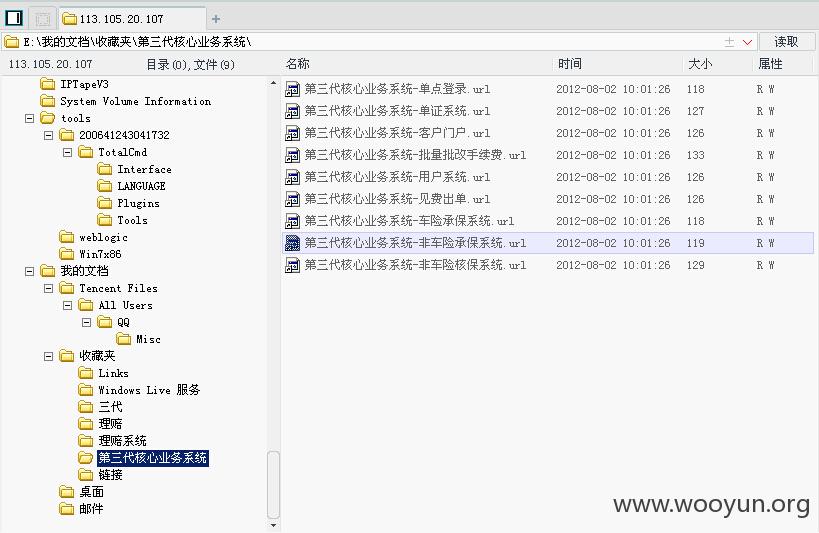 113.105.20.107
E:\我的文档\收藏夹\第三代核心业务系统\ 读取
113.105.20.107 目录(0),文件(9) 名称 时间 大小 属性
IPTapeV3
System Volume Information
tools
200641243041732
TotalCmd
Interface
LANGUAGE
Plugins
Tools
weblogic
Win7x86
我的文档
Tencent Files
All Users
QQ
Misc
收藏夹
Links
Windows Live 服务
三代
理赔
理赔系统
第三代核心业务系统
链接
桌面
邮件
第三代核心业务系统-单点登录.url 2012-08-02 10:01:26 118 R W
第三代核心业务系统-单证系统.url 2012-08-02 10:01:26 127 R W
第三代核心业务系统-客户门户.url 2012-08-02 10:01:26 126 R W
第三代核心业务系统-批量批改手续费.url 2012-08-02 10:01:26 133 R W
第三代核心业务系统-用户系统.url 2012-08-02 10:01:26 126 R W
第三代核心业务系统-见费出单.url 2012-08-02 10:01:26 126 R W
第三代核心业务系统-车险承保系统.url 2012-08-02 10:01:26 118 R W
第三代核心业务系统-非车险承保系统.url 2012-08-02 10:01:26 119 R W
第三代核心业务系统-非车险核保系统.url 2012-08-02 10:01:26 129 R W
www.wooyun.org